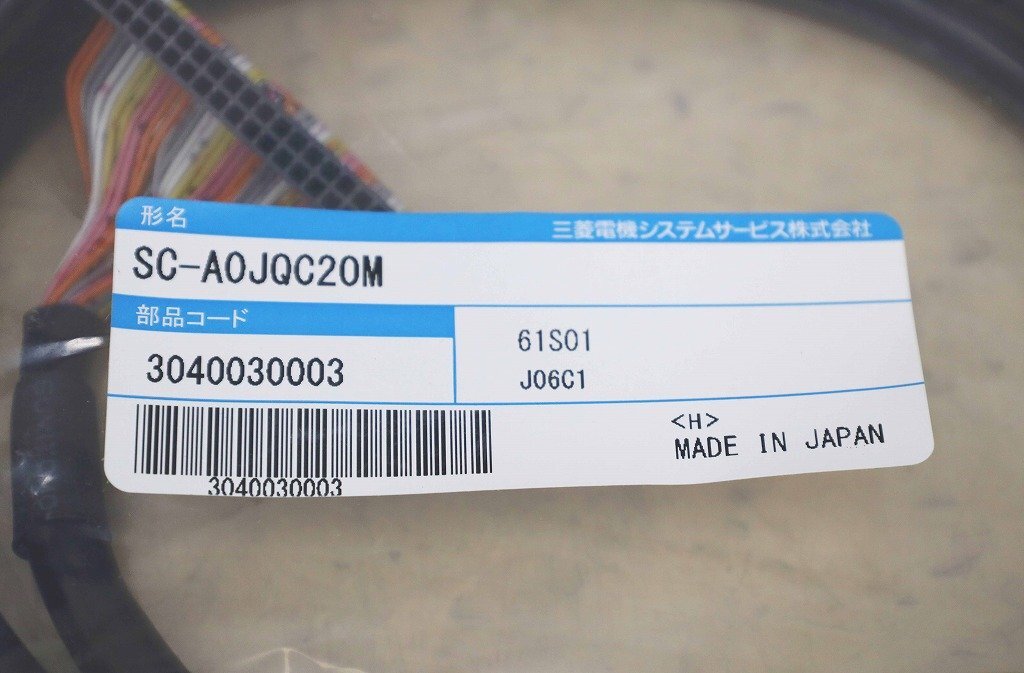 形名 三菱電機システムサービス株式会社
SC-A0JQC20M
部品コード
3040030003
61S01
J06C1
<H>
MADE IN JAPAN
3040030003